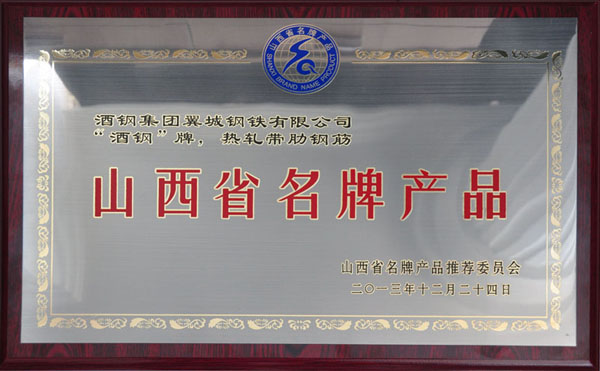 山西省名牌产品
SHANXI BRAND NAME PRODUCT
酒钢集团翼城钢铁有限公司
“酒钢”牌，热轧带肋钢筋
山西省名牌产品
山西省名牌产品推荐委员会
二〇一三年十二月二十四日